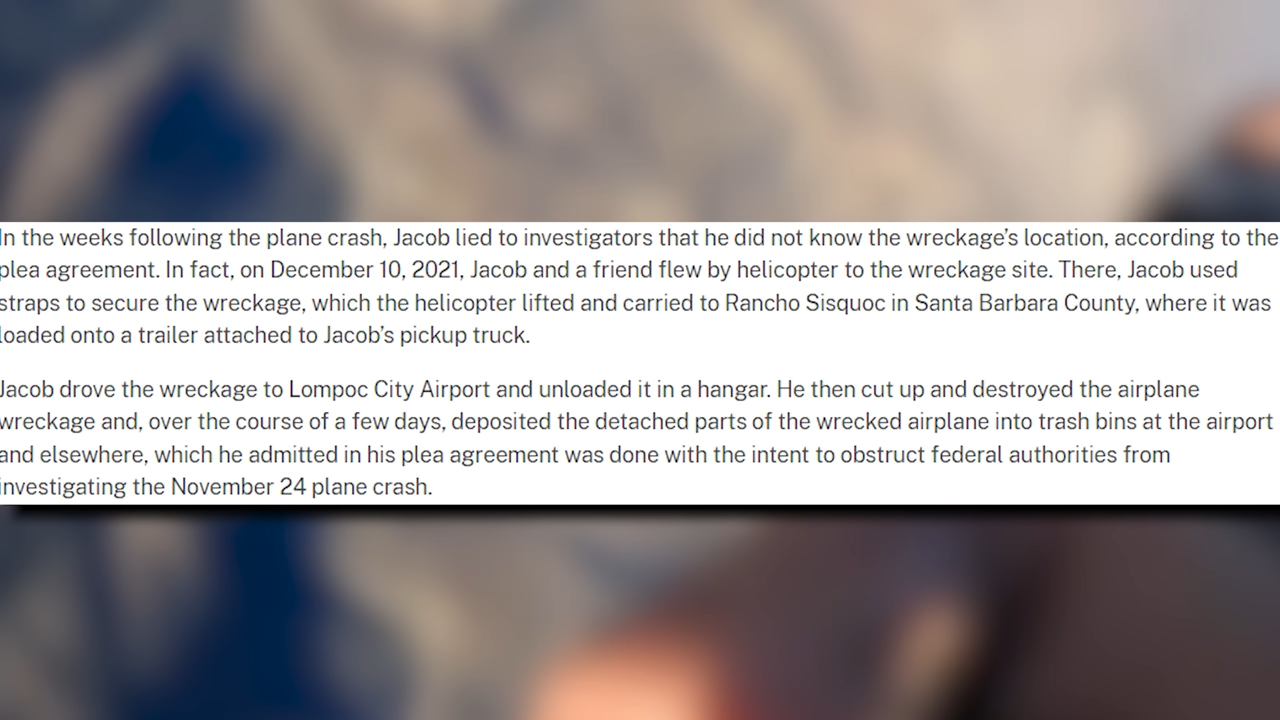 In the weeks following the plane crash, Jacob lied to investigators that he did not know the wreckage’s location, according to the
plea agreement. In fact, on December 10, 2021, Jacob and a friend flew by helicopter to the wreckage site. There, Jacob used
straps to secure the wreckage, which the helicopter lifted and carried to Rancho Sisquoc in Santa Barbara County, where it was
loaded onto a trailer attached to Jacob’s pickup truck.
Jacob drove the wreckage to Lompoc City Airport and unloaded it in a hangar. He then cut up and destroyed the airplane
wreckage and, over the course of a few days, deposited the detached parts of the wrecked airplane into trash bins at the airport
and elsewhere, which he admitted in his plea agreement was done with the intent to obstruct federal authorities from
investigating the November 24 plane crash.